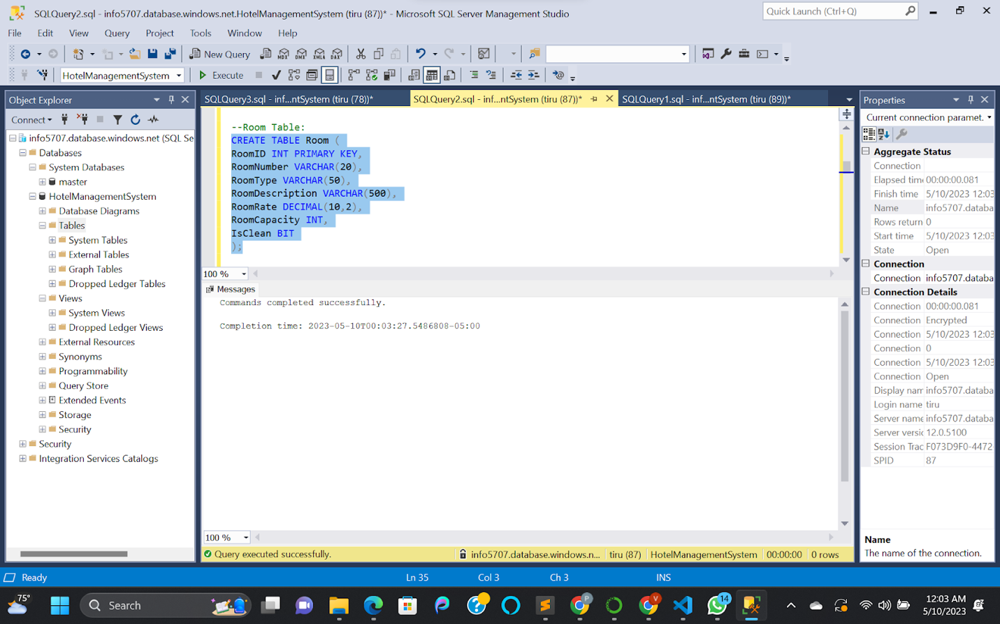 SQLQuery2.sql - info5707.database.windows.net.HotelManagementSystem (tiru (87))* - Microsoft SQL Server Management Studio
Quick Launch (Ctrl+Q)
File Edit View Query Project Tools Window Help
New Query MDX DMX XMLA DAX
HotelManagementSystem Execute
Object Explorer
Connect
info5707.database.windows.net (SQL Se
Databases
System Databases
master
HotelManagementSystem
Database Diagrams
Tables
System Tables
External Tables
Graph Tables
Dropped Ledger Tables
Views
System Views
Dropped Ledger Views
External Resources
Synonyms
Programmability
Query Store
Extended Events
Storage
Security
Security
Integration Services Catalogs
SQLQuery3.sql - inf...ntSystem (tiru (78))*
SQLQuery2.sql - inf...ntSystem (tiru (87))*
SQLQuery1.sql - inf...ntSystem (tiru (89))*
--Room Table:
CREATE TABLE Room (
RoomID INT PRIMARY KEY,
RoomNumber VARCHAR(20),
RoomType VARCHAR(50),
RoomDescription VARCHAR(500),
RoomRate DECIMAL(10,2),
RoomCapacity INT,
IsClean BIT
);
100 %
Messages
Commands completed successfully.
Completion time: 2023-05-10T00:03:27.5486808-05:00
100 %
Query executed successfully. info5707.database.windows.n... tiru (87) HotelManagementSystem 00:00:00 0 rows
Properties
Current connection paramet.
Aggregate Status
Connection
Elapsed time 00:00:00.081
Finish time 5/10/2023 12:03
Name info5707.databa
Rows return 0
Start time 5/10/2023 12:03
State Open
Connection
Connection info5707.databa
Connection Details
Connection 00:00:00.081
Connection Encrypted
Connection 5/10/2023 12:03
Connection 0
Connection 5/10/2023 12:03
Connection Open
Display nam info5707.databa
Login name tiru
Server name info5707.databa
Server versic 12.0.5100
Session Trac F073D9F0-4472
SPID 87
Name
The name of the connection.
Ready Ln 35 Col 3 Ch 3 INS
75°
Search
P
V
14
12:03 AM
5/10/2023